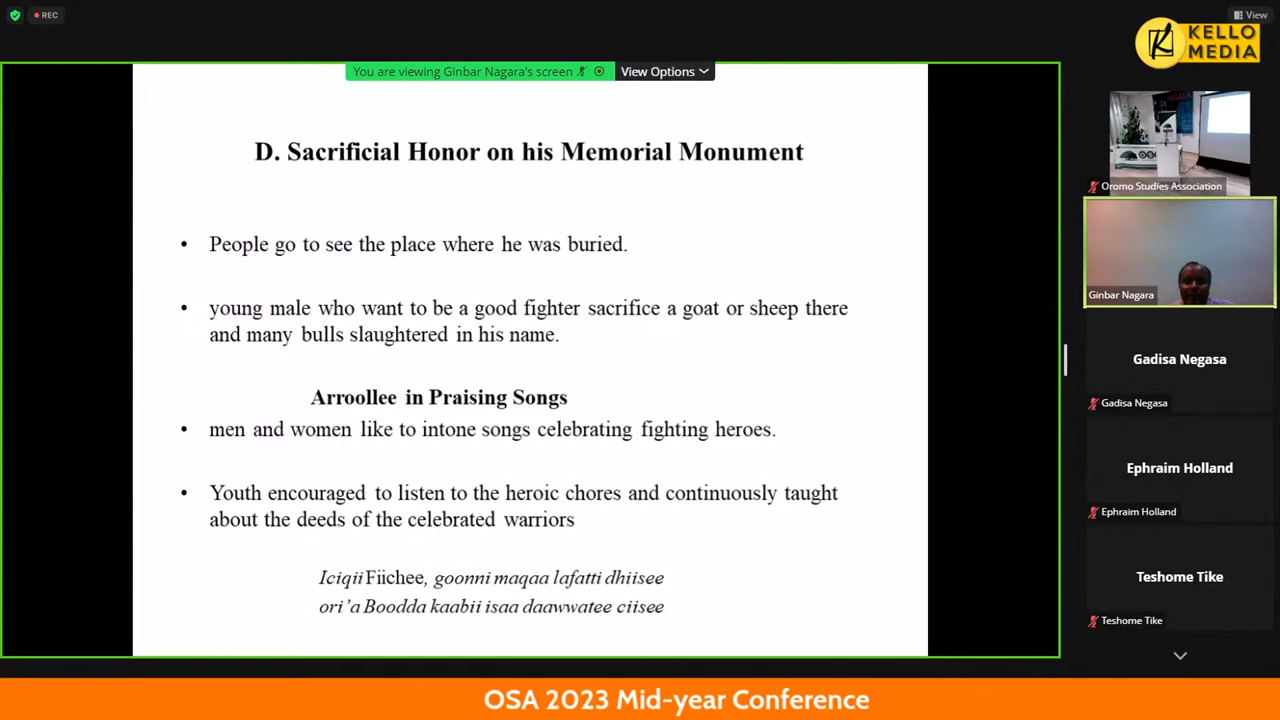 REC
View
KELLO
MEDIA
You are viewing Ginbar Nagara's screen
View Options
D. Sacrificial Honor on his Memorial Monument
• People go to see the place where he was buried.
• young male who want to be a good fighter sacrifice a goat or sheep there
and many bulls slaughtered in his name.
Arroollee in Praising Songs
• men and women like to intone songs celebrating fighting heroes.
• Youth encouraged to listen to the heroic chores and continuously taught
about the deeds of the celebrated warriors
Iciqii Fiichee, goonni maqaa lafatti dhiisee
ori'a Boodda kaabii isaa daawwatee ciisee
Oromo Studies Association
Ginbar Nagara
Gadisa Negasa
Gadisa Negasa
Ephraim Holland
Ephraim Holland
Teshome Tike
Teshome Tike
OSA 2023 Mid-year Conference